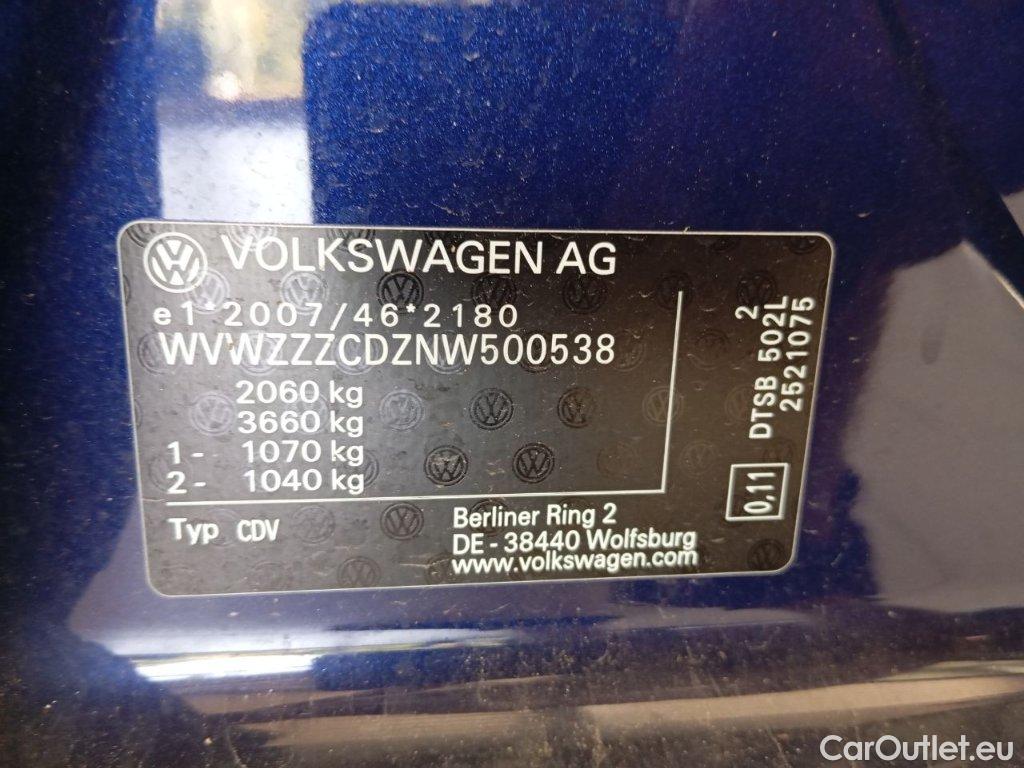 VOLKSWAGEN AG
e1 2007/46*2180
WVWZZZCDZNW500538
2060 kg
3660 kg
1- 1070 kg
2- 1040 kg
Typ CDV
Berliner Ring 2
DE-38440 Wolfsburg
www.volkswagen.com
2
DTSB 502L
2521075
0,11
CarOutlet.eu